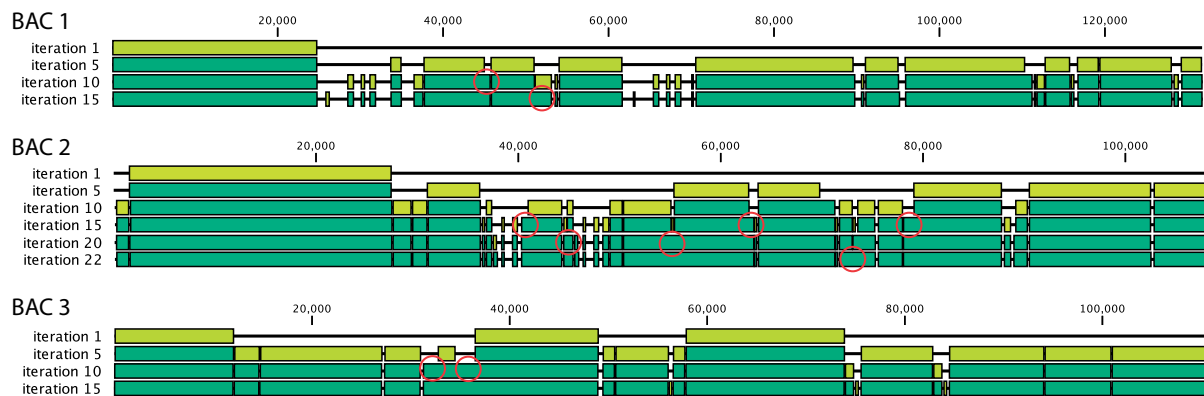 BAC 1
20,000 40,000 60,000 80,000 100,000 120,000
iteration 1
iteration 5
iteration 10
iteration 15
BAC 2
20,000 40,000 60,000 80,000 100,000
iteration 1
iteration 5
iteration 10
iteration 15
iteration 20
iteration 22
BAC 3
20,000 40,000 60,000 80,000 100,000
iteration 1
iteration 5
iteration 10
iteration 15